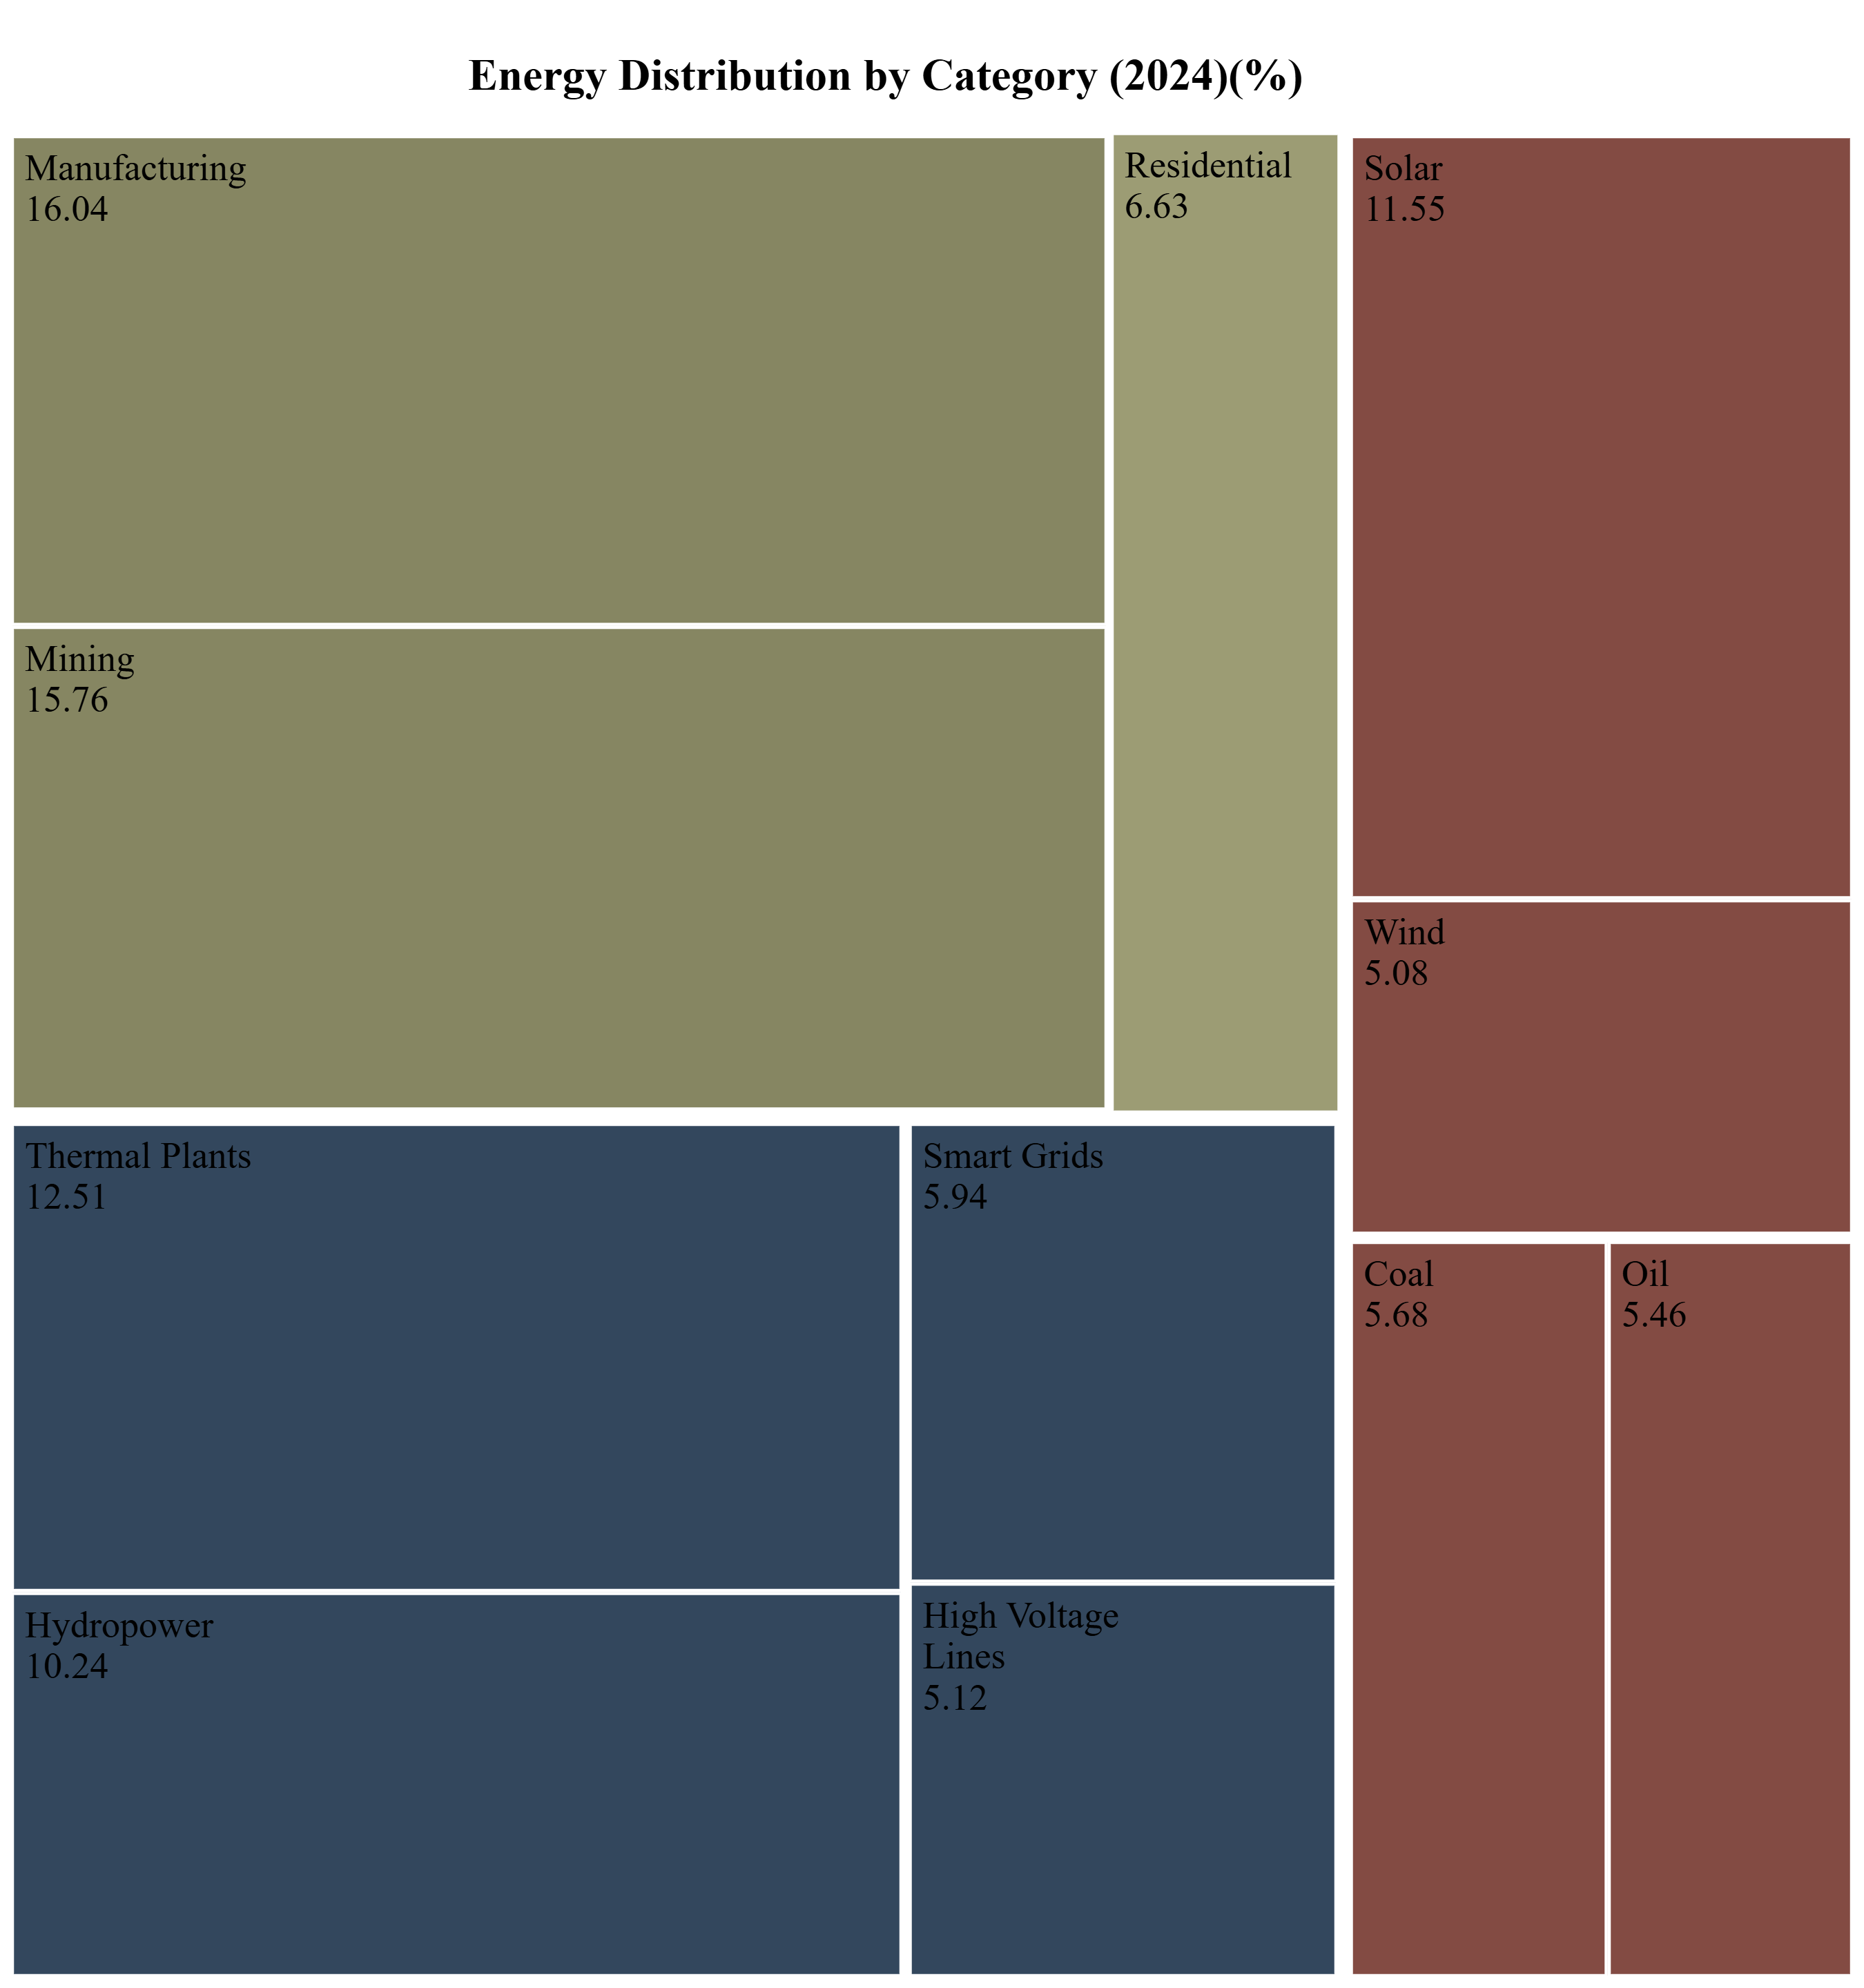 Energy Distribution by Category (2024)(%)
Manufacturing
16.04
Residential
6.63
Solar
11.55
Mining
15.76
Wind
5.08
Thermal Plants
12.51
Smart Grids
5.94
Coal
5.68
Oil
5.46
Hydropower
10.24
High Voltage
Lines
5.12